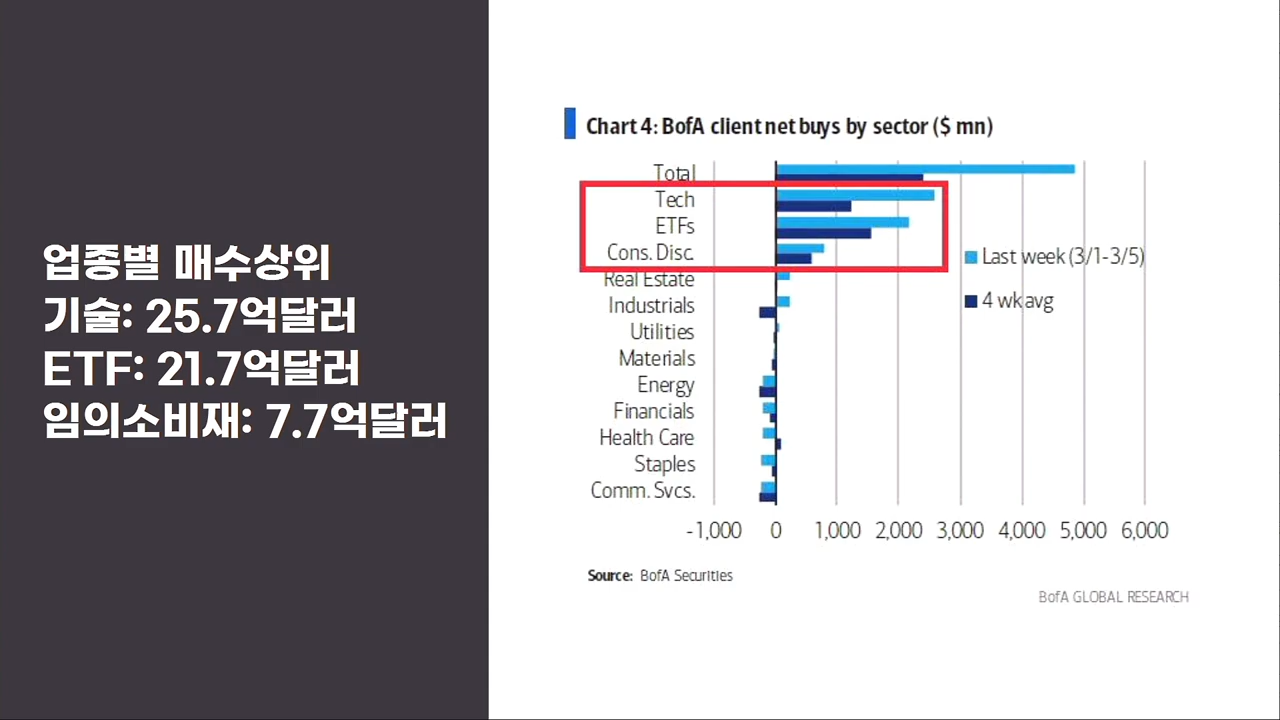 업종별 매수상위
기술: 25.7억달러
ETF: 21.7억달러
임의소비재: 7.7억달러
Chart 4: BofA client net buys by sector ($ mn)
Total
Tech
ETFs
Cons. Disc.
Real Estate
Industrials
Utilities
Materials
Energy
Financials
Health Care
Staples
Comm. Svcs.
Last week (3/1-3/5)
4 wk avg
-1,000 0 1,000 2,000 3,000 4,000 5,000 6,000
Source: BofA Securities
BofA GLOBAL RESEARCH